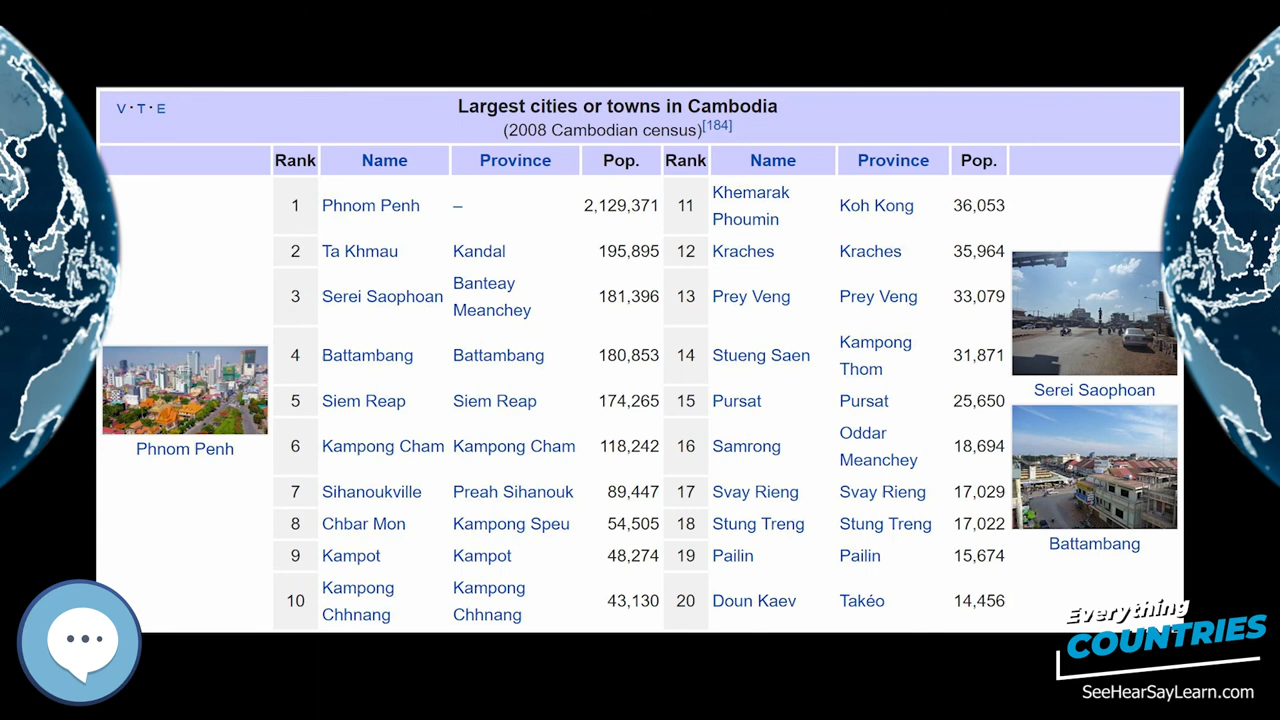 V · T · E
Largest cities or towns in Cambodia
(2008 Cambodian census)[184]
Rank Name Province Pop. Rank Name Province Pop.
1 Phnom Penh – 2,129,371 11 Khemarak Phoumin Koh Kong 36,053
2 Ta Khmau Kandal 195,895 12 Kraches Kraches 35,964
3 Serei Saophoan Banteay Meanchey 181,396 13 Prey Veng Prey Veng 33,079
4 Battambang Battambang 180,853 14 Stueng Saen Kampong Thom 31,871
5 Siem Reap Siem Reap 174,265 15 Pursat Pursat 25,650
6 Kampong Cham Kampong Cham 118,242 16 Samrong Oddar Meanchey 18,694
7 Sihanoukville Preah Sihanouk 89,447 17 Svay Rieng Svay Rieng 17,029
8 Chbar Mon Kampong Speu 54,505 18 Stung Treng Stung Treng 17,022
9 Kampot Kampot 48,274 19 Pailin Pailin 15,674
10 Kampong Chhnang Kampong Chhnang 43,130 20 Doun Kaev Takéo 14,456
Phnom Penh
Serei Saophoan
Battambang
Everything
COUNTRIES
SeeHearSayLearn.com